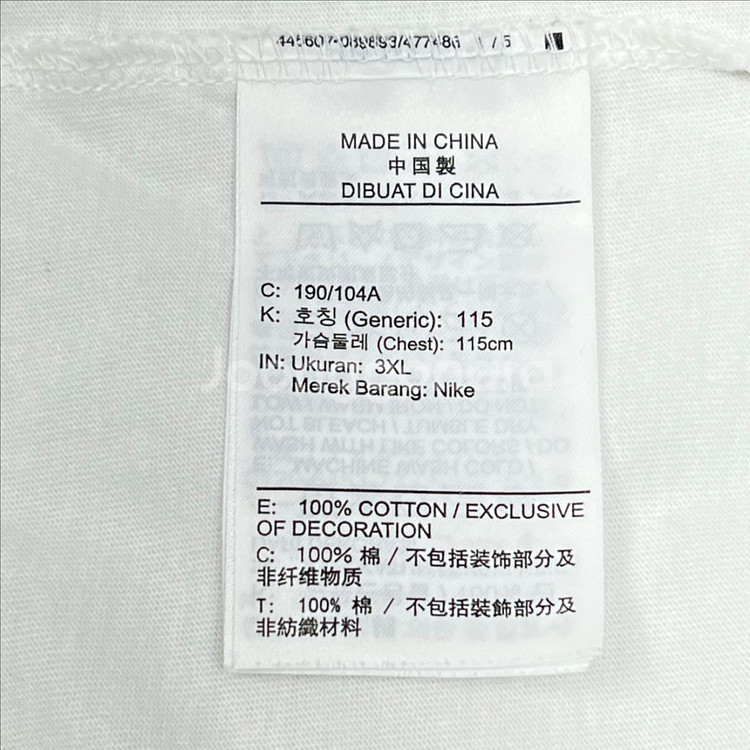 MADE IN CHINA
中国製
DIBUAT DI CINA
C: 190/104A
K: 호칭 (Generic): 115
가슴둘레 (Chest): 115cm
IN: Ukuran: 3XL
Merek Barang: Nike
E: 100% COTTON / EXCLUSIVE
OF DECORATION
C: 100% 棉 / 不包括装饰部分及
非纤维物质
T: 100% 棉 / 不包括裝飾部分及
非紡織材料